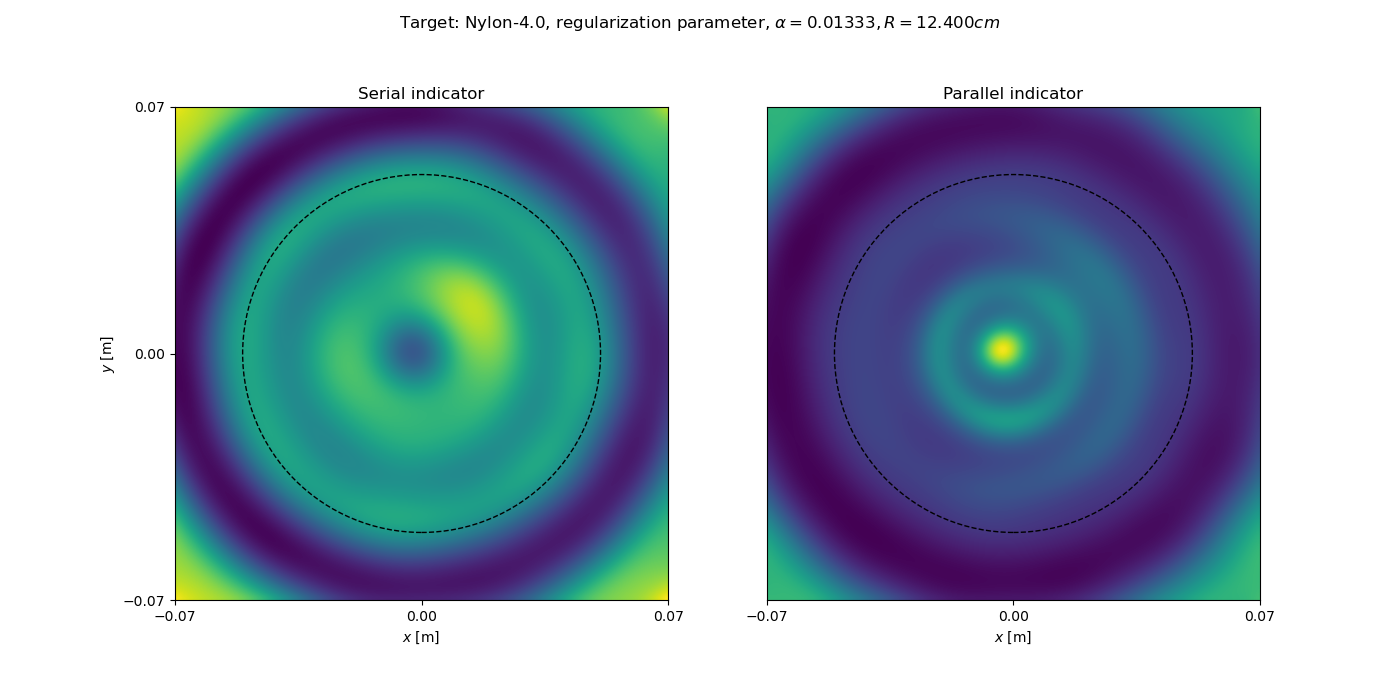 Target: Nylon-4.0, regularization parameter, α = 0.01333, R = 12.400cm
Serial indicator
Parallel indicator
0.07
0.00
−0.07
y [m]
−0.07 0.00 0.07
x [m]
−0.07 0.00 0.07
x [m]